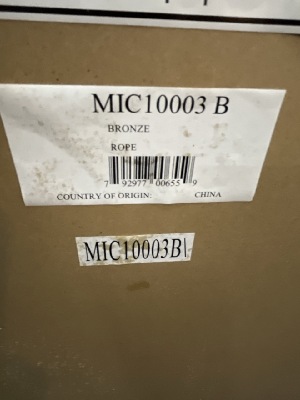 MIC10003 B
BRONZE
ROPE
7 92977 00655 9
COUNTRY OF ORIGIN: CHINA
MIC10003B\